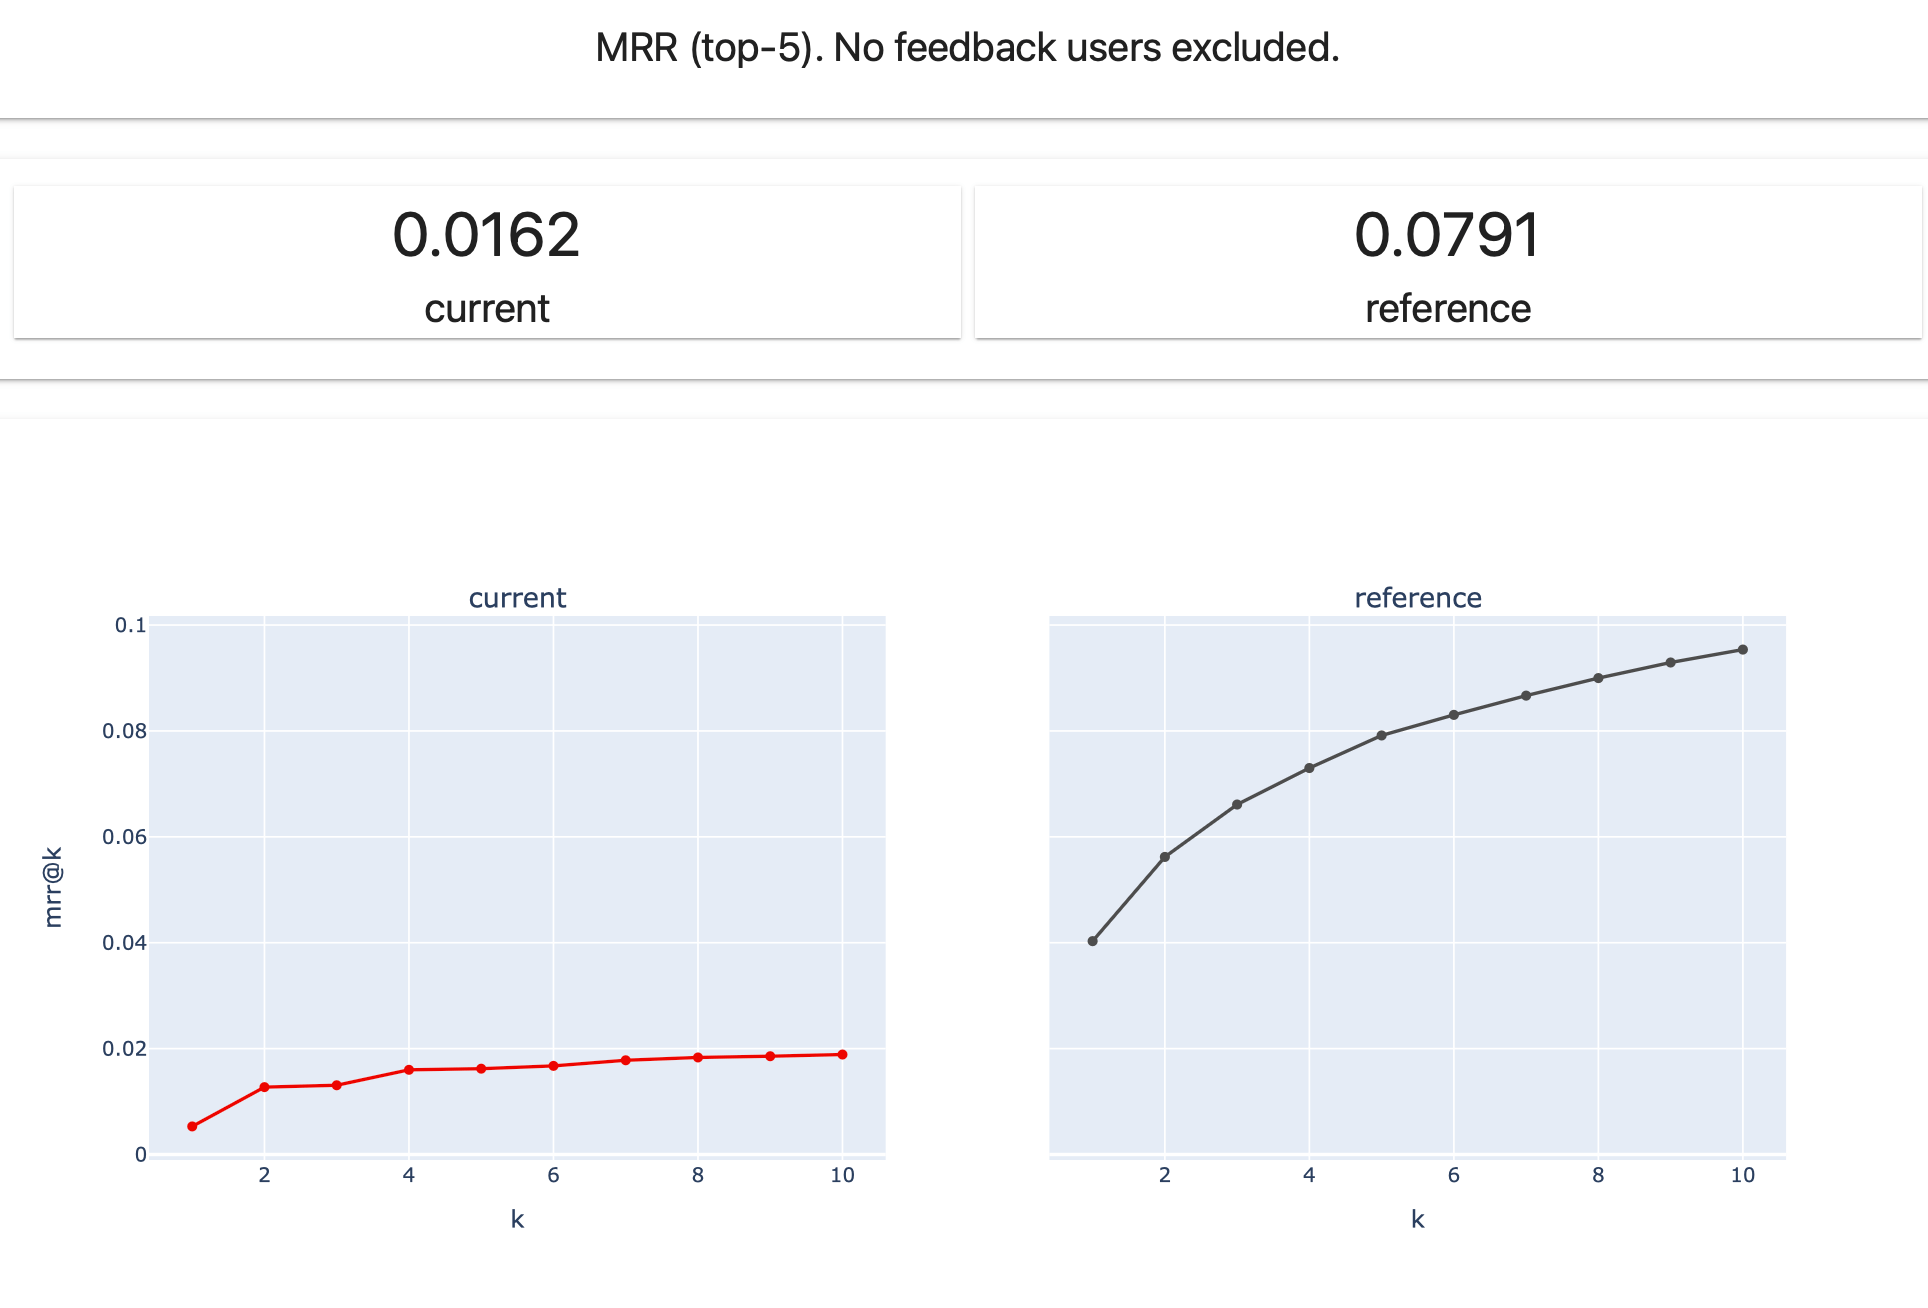 MRR (top-5). No feedback users excluded.
0.0162
current
0.0791
reference
current
reference
0.1
0.08
0.06
0.04
0.02
0
mrr@k
2 4 6 8 10
2 4 6 8 10
k
k